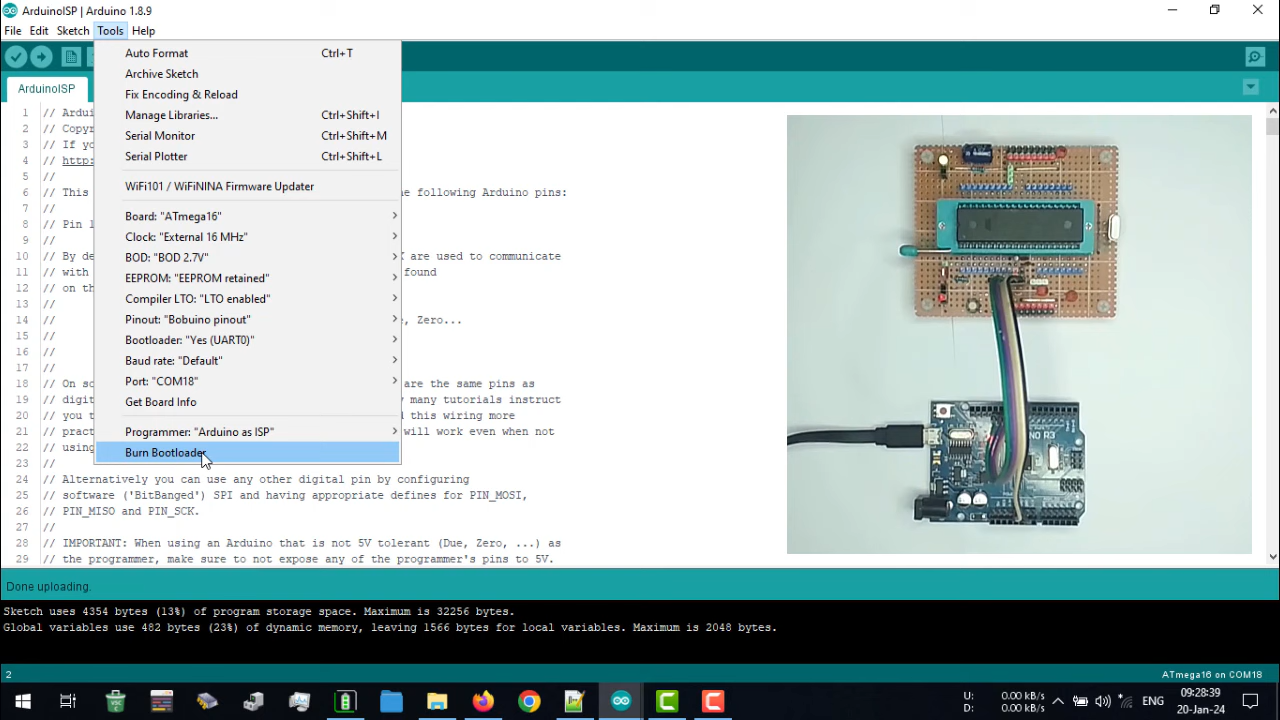 ArduinoISP | Arduino 1.8.9
File Edit Sketch Tools Help
Auto Format Ctrl+T
Archive Sketch
Fix Encoding & Reload
Manage Libraries... Ctrl+Shift+I
Serial Monitor Ctrl+Shift+M
Serial Plotter Ctrl+Shift+L
WiFi101 / WiFiNINA Firmware Updater
Board: "ATmega16"
Clock: "External 16 MHz"
BOD: "BOD 2.7V"
EEPROM: "EEPROM retained"
Compiler LTO: "LTO enabled"
Pinout: "Bobuino pinout"
Bootloader: "Yes (UART0)"
Baud rate: "Default"
Port: "COM18"
Get Board Info
Programmer: "Arduino as ISP"
Burn Bootloader
ArduinoISP
1 // Ardui
2 // Copyr
3 // If yo
4 // http:
5 //
6 // This he following Arduino pins:
7 //
8 // Pin l
9 //
10 // By de are used to communicate
11 // with found
12 // on th
13 //
14 // , Zero...
15 //
16 //
17 //
18 // On so are the same pins as
19 // digit many tutorials instruct
20 // you t d this wiring more
21 // pract will work even when not
22 // using
23 //
24 // Alternatively you can use any other digital pin by configuring
25 // software ('BitBanged') SPI and having appropriate defines for PIN_MOSI,
26 // PIN_MISO and PIN_SCK.
27 //
28 // IMPORTANT: When using an Arduino that is not 5V tolerant (Due, Zero, ...) as
29 // the programmer, make sure to not expose any of the programmer's pins to 5V.
NO R3
Done uploading.
Sketch uses 4354 bytes (13%) of program storage space. Maximum is 32256 bytes.
Global variables use 482 bytes (23%) of dynamic memory, leaving 1566 bytes for local variables. Maximum is 2048 bytes.
2 ATmega16 on COM18
U: 0.00 kB/s
D: 0.00 kB/s
ENG
09:28:39
20-Jan-24